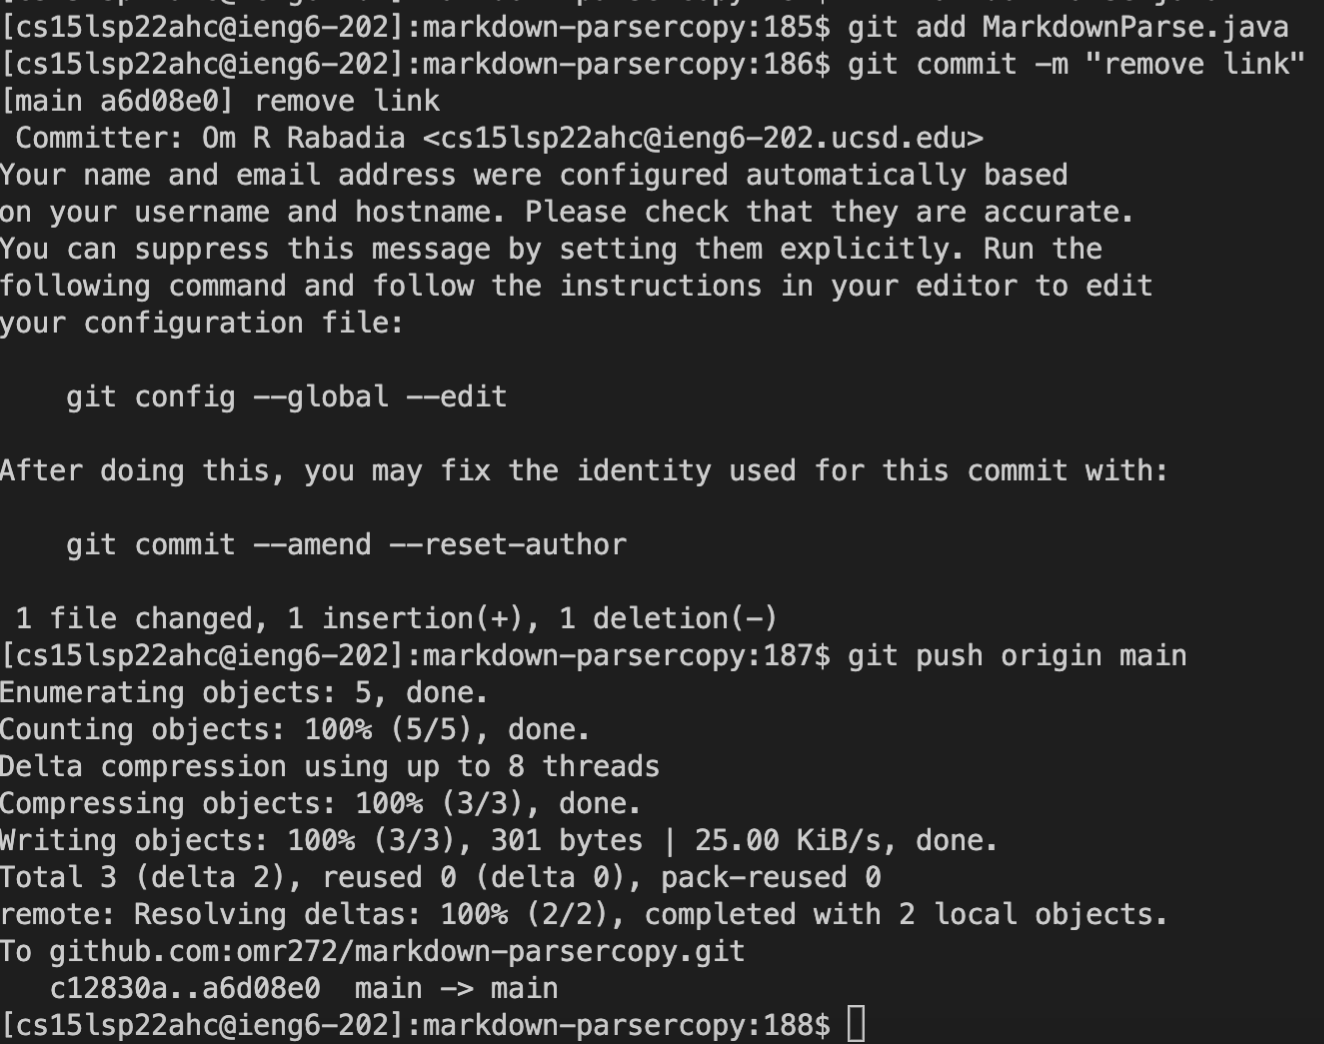 [cs15lsp22ahc@ieng6-202]:markdown-parsercopy:185$ git add MarkdownParse.java
[cs15lsp22ahc@ieng6-202]:markdown-parsercopy:186$ git commit -m "remove link"
[main a6d08e0] remove link
 Committer: Om R Rabadia <cs15lsp22ahc@ieng6-202.ucsd.edu>
Your name and email address were configured automatically based
on your username and hostname. Please check that they are accurate.
You can suppress this message by setting them explicitly. Run the
following command and follow the instructions in your editor to edit
your configuration file:

    git config --global --edit

After doing this, you may fix the identity used for this commit with:

    git commit --amend --reset-author

 1 file changed, 1 insertion(+), 1 deletion(-)
[cs15lsp22ahc@ieng6-202]:markdown-parsercopy:187$ git push origin main
Enumerating objects: 5, done.
Counting objects: 100% (5/5), done.
Delta compression using up to 8 threads
Compressing objects: 100% (3/3), done.
Writing objects: 100% (3/3), 301 bytes | 25.00 KiB/s, done.
Total 3 (delta 2), reused 0 (delta 0), pack-reused 0
remote: Resolving deltas: 100% (2/2), completed with 2 local objects.
To github.com:omr272/markdown-parsercopy.git
   c12830a..a6d08e0  main -> main
[cs15lsp22ahc@ieng6-202]:markdown-parsercopy:188$